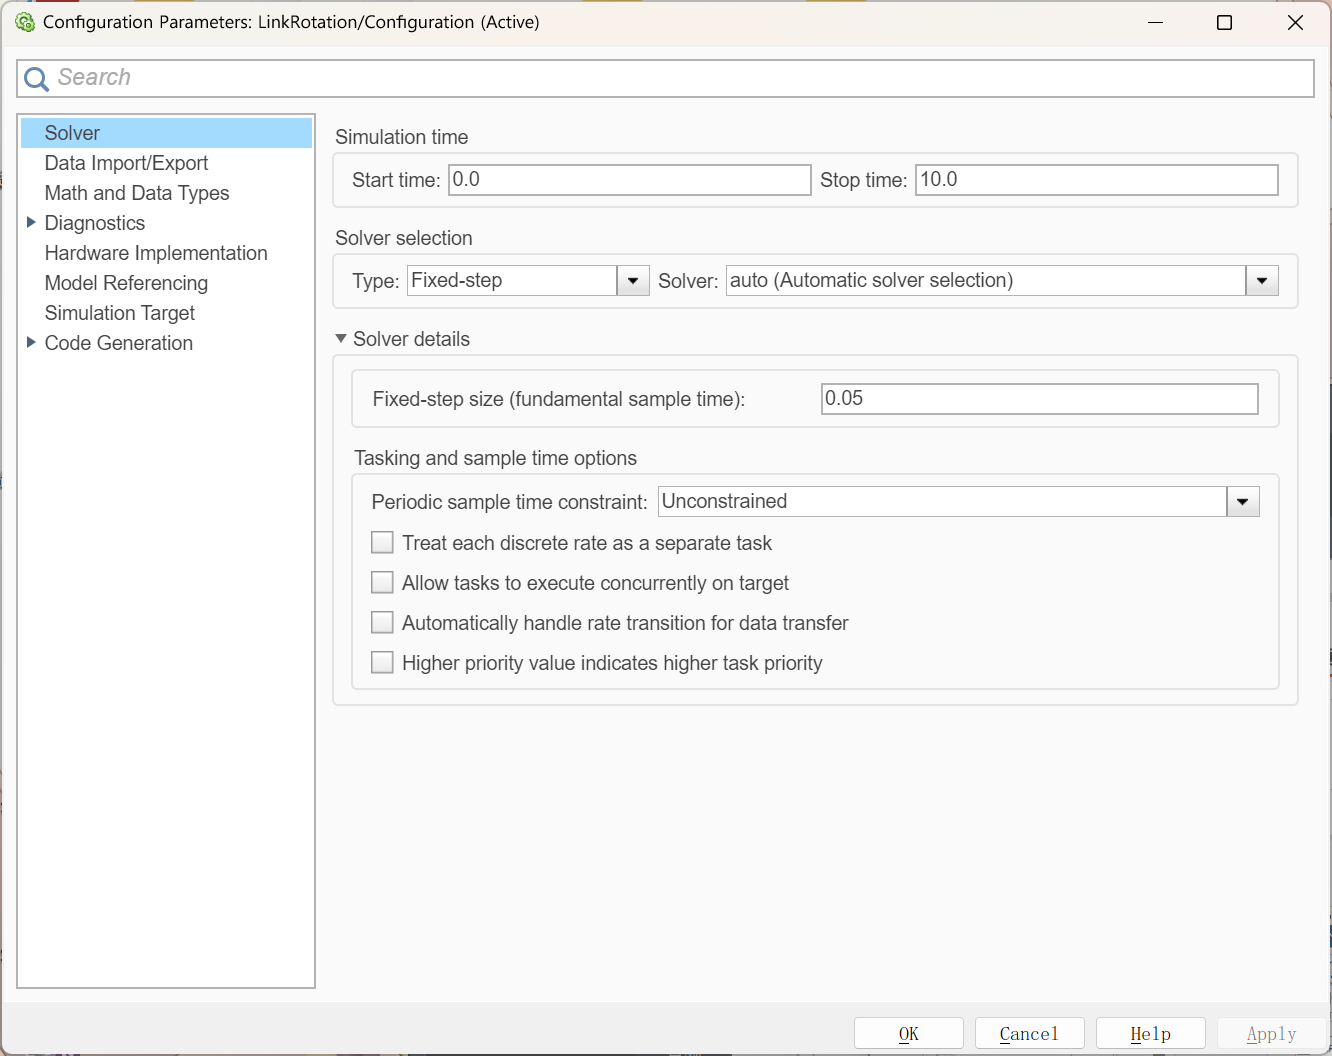 Configuration Parameters: LinkRotation/Configuration (Active)
Search
Solver
Data Import/Export
Math and Data Types
Diagnostics
Hardware Implementation
Model Referencing
Simulation Target
Code Generation
Simulation time
Start time: 0.0 Stop time: 10.0
Solver selection
Type: Fixed-step Solver: auto (Automatic solver selection)
Solver details
Fixed-step size (fundamental sample time): 0.05
Tasking and sample time options
Periodic sample time constraint: Unconstrained
Treat each discrete rate as a separate task
Allow tasks to execute concurrently on target
Automatically handle rate transition for data transfer
Higher priority value indicates higher task priority
OK Cancel Help Apply